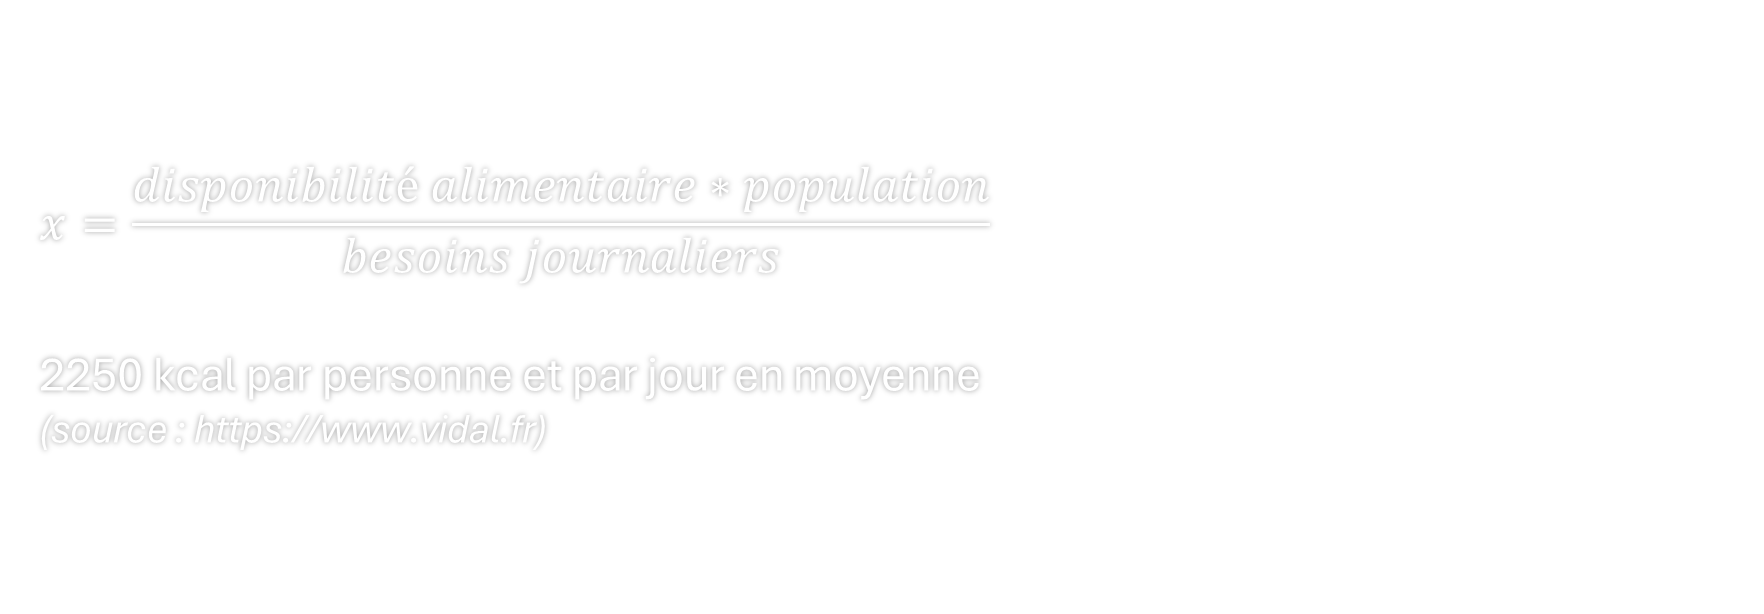 x = disponibilité alimentaire * population / besoins journaliers
2250 kcal par personne et par jour en moyenne
(source : https://www.vidal.fr)